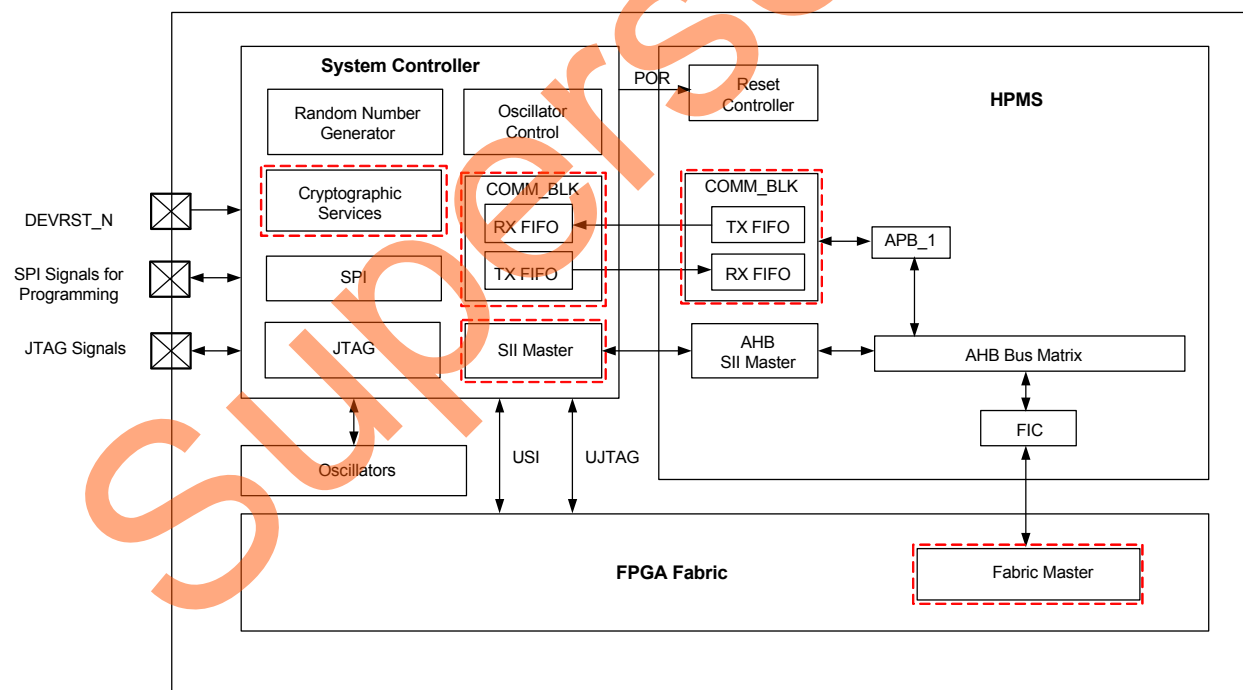 System Controller
Random Number
Generator
Oscillator
Control
Cryptographic
Services
COMM_BLK
RX FIFO
TX FIFO
SPI
JTAG
SII Master
POR
Reset
Controller
HPMS
COMM_BLK
TX FIFO
RX FIFO
APB_1
AHB
SII Master
AHB Bus Matrix
FIC
DEVRST_N
SPI Signals for
Programming
JTAG Signals
Oscillators
USI
UJTAG
FPGA Fabric
Fabric Master